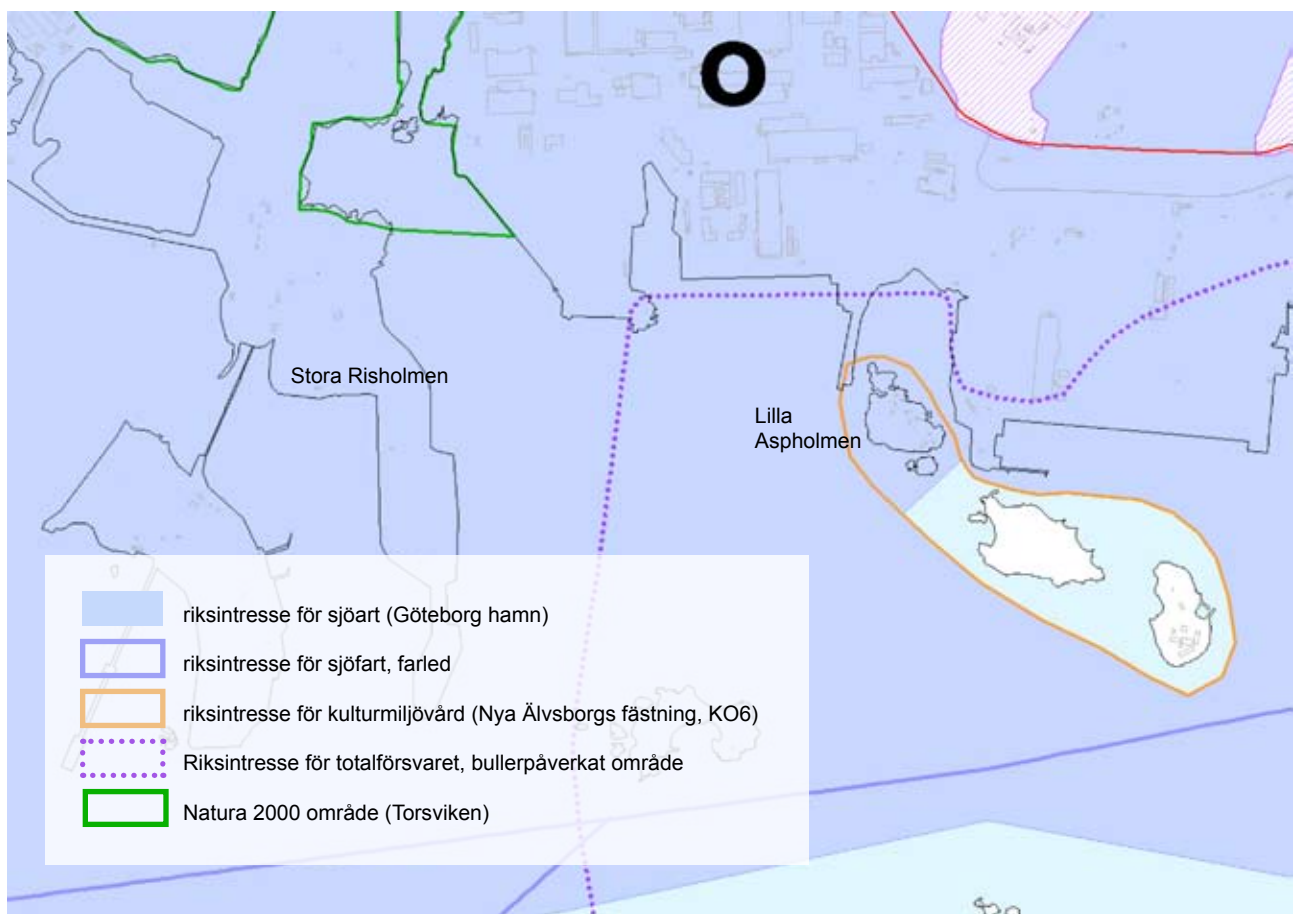 O
Stora Risholmen
Lilla
Aspholmen
riksintresse för sjöart (Göteborg hamn)
riksintresse för sjöfart, farled
riksintresse för kulturmiljövård (Nya Älvsborgs fästning, KO6)
Riksintresse för totalförsvaret, bullerpåverkat område
Natura 2000 område (Torsviken)